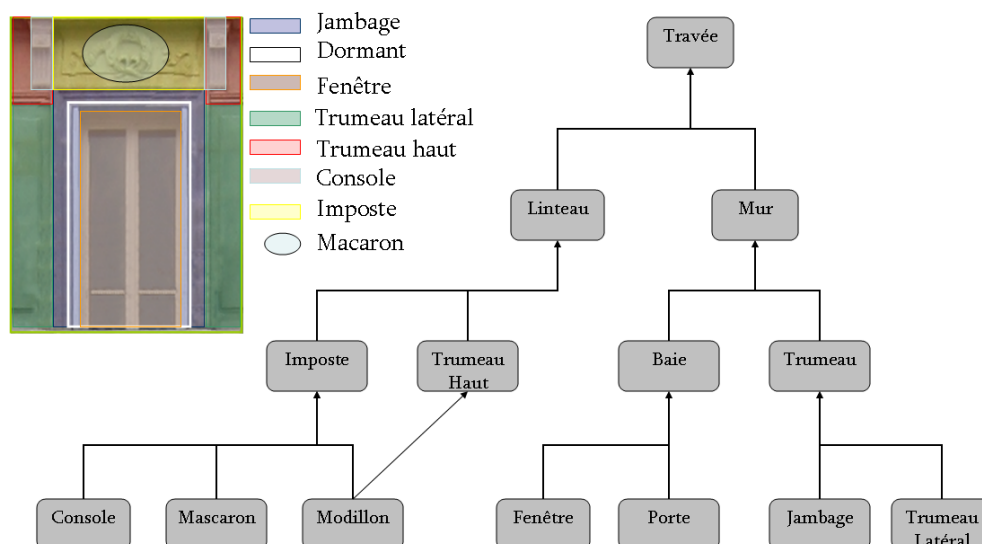 Jambage
Dormant
Fenêtre
Trumeau latéral
Trumeau haut
Console
Imposte
Macaron
Travée
Linteau
Mur
Imposte
Trumeau
Haut
Baie
Trumeau
Console
Mascaron
Modillon
Fenêtre
Porte
Jambage
Trumeau
Latéral